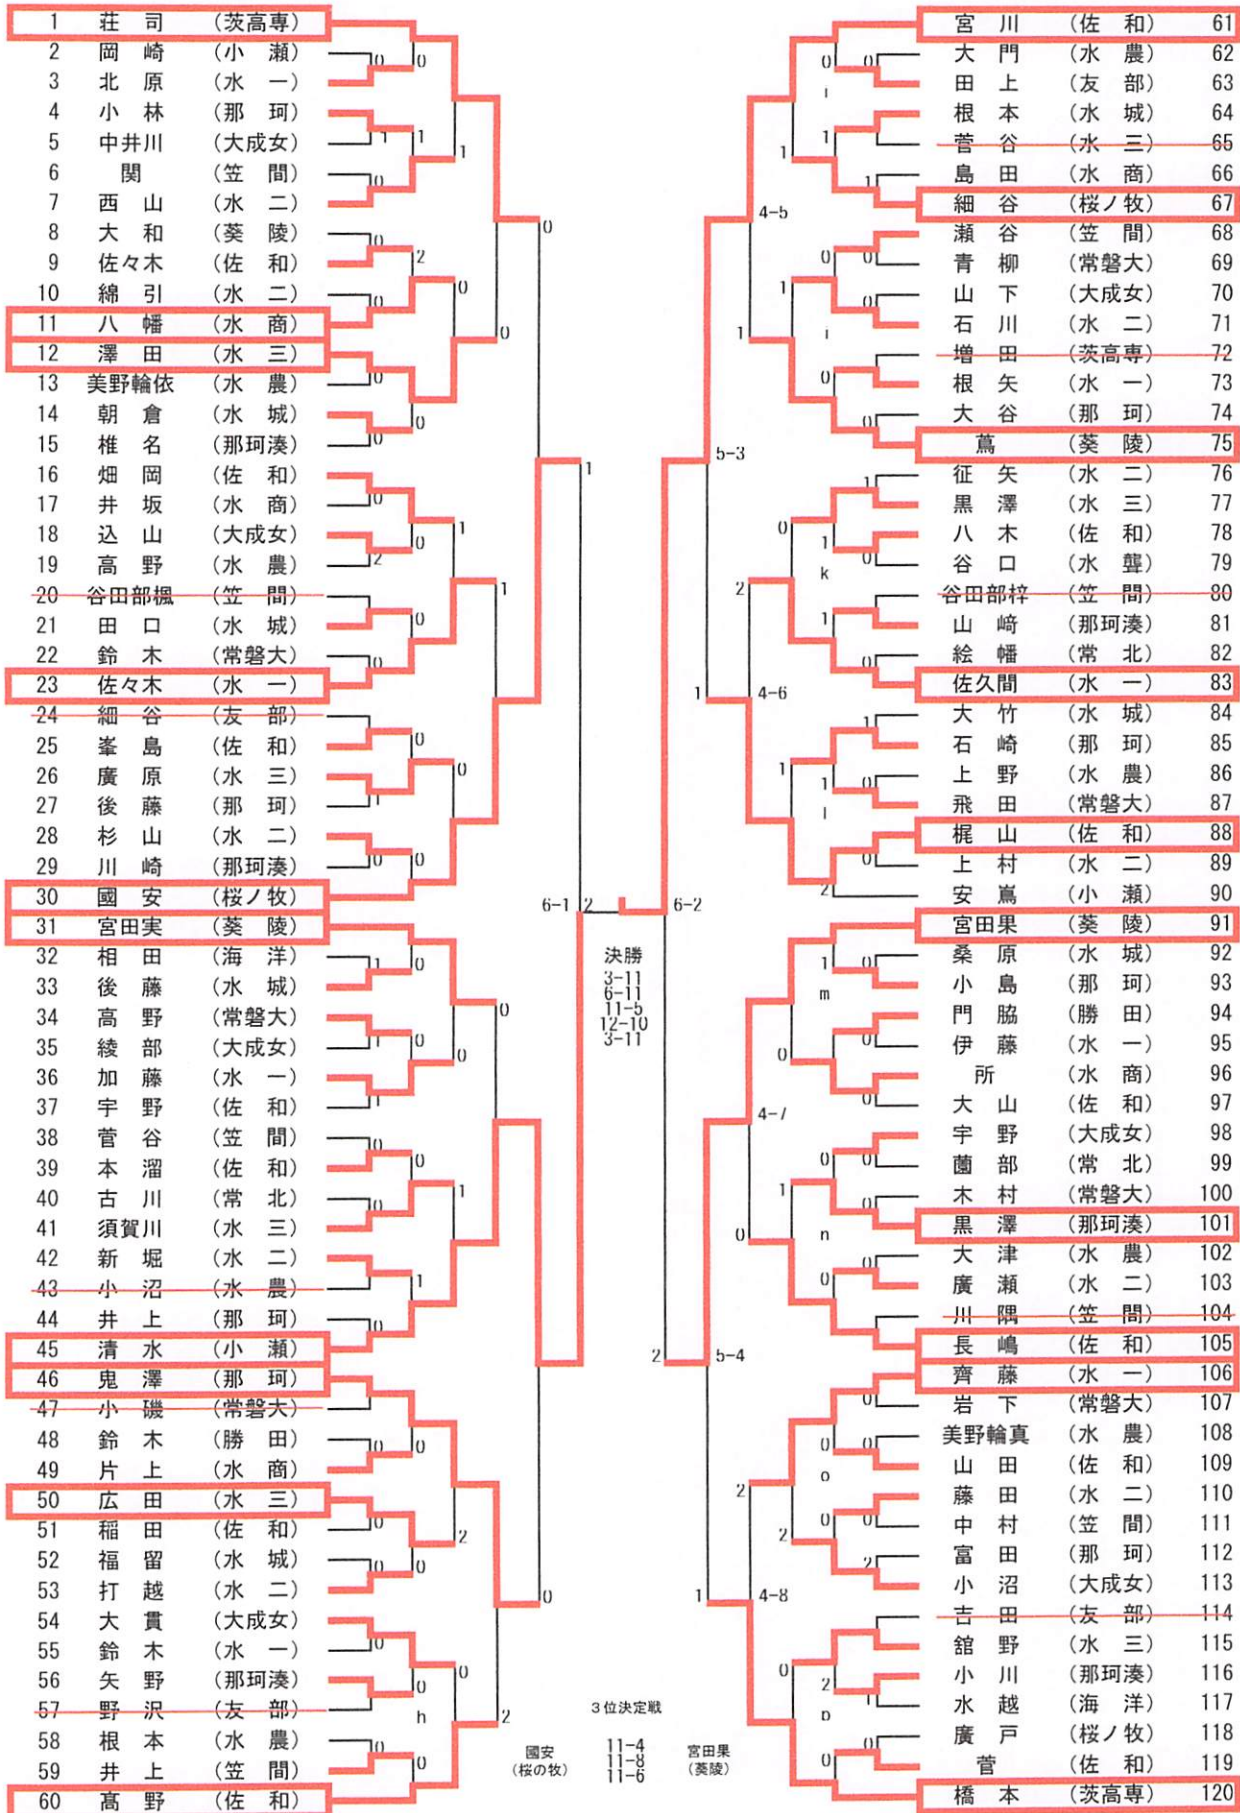 1 荘司 (茨高専)
2 岡崎 (小瀬)
3 北原 (水一)
4 小林 (那珂)
5 中井川 (大成女)
6 関 (笠間)
7 西山 (水二)
8 大和 (葵陵)
9 佐々木 (佐和)
10 綿引 (水二)
11 八幡 (水商)
12 澤田 (水三)
13 美野輪依 (水農)
14 朝倉 (水城)
15 椎名 (那珂湊)
16 畑岡 (佐和)
17 井坂 (水商)
18 込山 (大成女)
19 高野 (水農)
20 谷田部楓 (笠間)
21 田口 (水城)
22 鈴木 (常磐大)
23 佐々木 (水一)
24 細谷 (友部)
25 峯島 (佐和)
26 廣原 (水三)
27 後藤 (那珂)
28 杉山 (水二)
29 川崎 (那珂湊)
30 國安 (桜ノ牧)
31 宮田実 (葵陵)
32 相田 (海洋)
33 後藤 (水城)
34 高野 (常磐大)
35 綾部 (大成女)
36 加藤 (水一)
37 宇野 (佐和)
38 菅谷 (笠間)
39 本溜 (佐和)
40 古川 (常北)
41 須賀川 (水三)
42 新堀 (水二)
43 小沼 (水農)
44 井上 (那珂)
45 清水 (小瀬)
46 鬼澤 (那珂)
47 小磯 (常磐大)
48 鈴木 (勝田)
49 片上 (水商)
50 広田 (水三)
51 稲田 (佐和)
52 福留 (水城)
53 打越 (水二)
54 大貫 (大成女)
55 鈴木 (水一)
56 矢野 (那珂湊)
57 野沢 (友部)
58 根本 (水農)
59 井上 (笠間)
60 髙野 (佐和)
6-1 2
6-2
決勝
3-11
6-11
11-5
12-10
3-11
3位決定戦
國安 (桜の牧)
11-4
11-8
11-6
宮田果 (葵陵)
4-5
5-3
4-6
4-7
5-4
4-8
宮川 (佐和) 61
大門 (水農) 62
田上 (友部) 63
根本 (水城) 64
菅谷 (水三) 65
島田 (水商) 66
細谷 (桜ノ牧) 67
瀬谷 (笠間) 68
青柳 (常磐大) 69
山下 (大成女) 70
石川 (水二) 71
増田 (茨高専) 72
根矢 (水一) 73
大谷 (那珂) 74
蔦 (葵陵) 75
征矢 (水二) 76
黒澤 (水三) 77
八木 (佐和) 78
谷口 (水聾) 79
谷田部梓 (笠間) 80
山﨑 (那珂湊) 81
絵幡 (常北) 82
佐久間 (水一) 83
大竹 (水城) 84
石崎 (那珂) 85
上野 (水農) 86
飛田 (常磐大) 87
梶山 (佐和) 88
上村 (水二) 89
安嶌 (小瀬) 90
宮田果 (葵陵) 91
桑原 (水城) 92
小島 (那珂) 93
門脇 (勝田) 94
伊藤 (水一) 95
所 (水商) 96
大山 (佐和) 97
宇野 (大成女) 98
薗部 (常北) 99
木村 (常磐大) 100
黒澤 (那珂湊) 101
大津 (水農) 102
廣瀬 (水二) 103
川隅 (笠間) 104
長嶋 (佐和) 105
齊藤 (水一) 106
岩下 (常磐大) 107
美野輪真 (水農) 108
山田 (佐和) 109
藤田 (水二) 110
中村 (笠間) 111
富田 (那珂) 112
小沼 (大成女) 113
吉田 (友部) 114
舘野 (水三) 115
小川 (那珂湊) 116
水越 (海洋) 117
廣戸 (桜ノ牧) 118
菅 (佐和) 119
橋本 (茨高専) 120